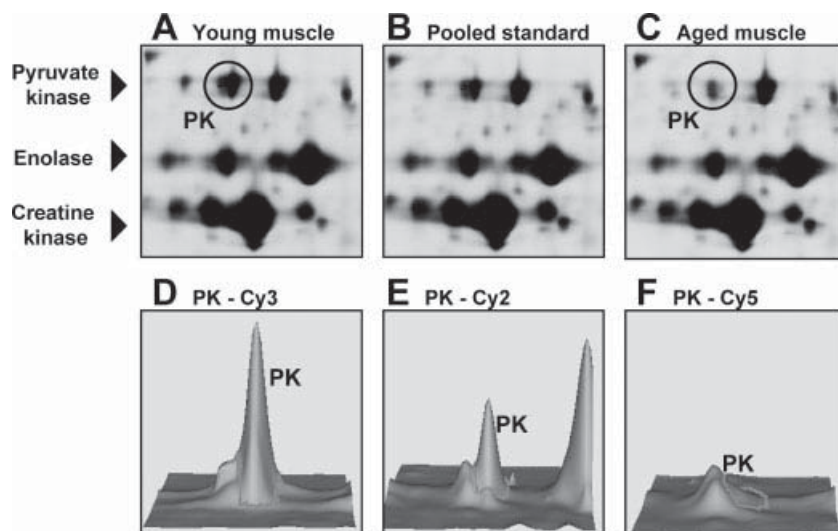 A Young muscle
B Pooled standard
C Aged muscle
Pyruvate
kinase
PK
PK
Enolase
Creatine
kinase
D PK - Cy3
E PK - Cy2
F PK - Cy5
PK
PK
PK